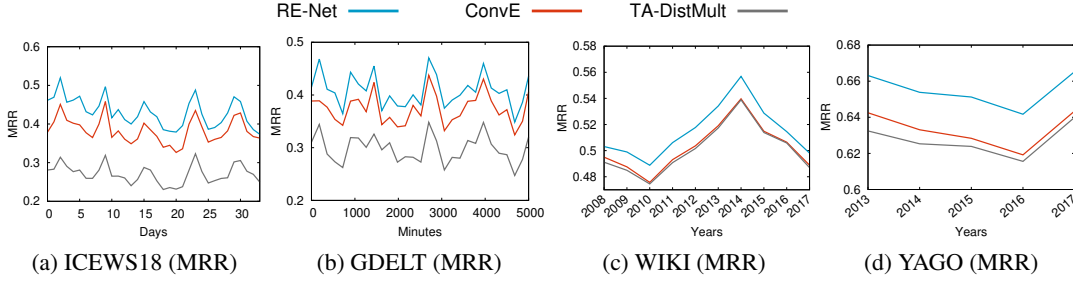 RE-Net ConvE TA-DistMult
0.6
0.5
0.4
0.3
0.2
MRR
0 5 10 15 20 25 30
Days
(a) ICEWS18 (MRR)
0.5
0.4
0.3
0.2
MRR
0 1000 2000 3000 4000 5000
Minutes
(b) GDELT (MRR)
0.58
0.56
0.54
0.52
0.5
0.48
MRR
2008 2009 2010 2011 2012 2013 2014 2015 2016 2017
Years
(c) WIKI (MRR)
0.68
0.66
0.64
0.62
0.6
MRR
2013 2014 2015 2016 2017
Years
(d) YAGO (MRR)